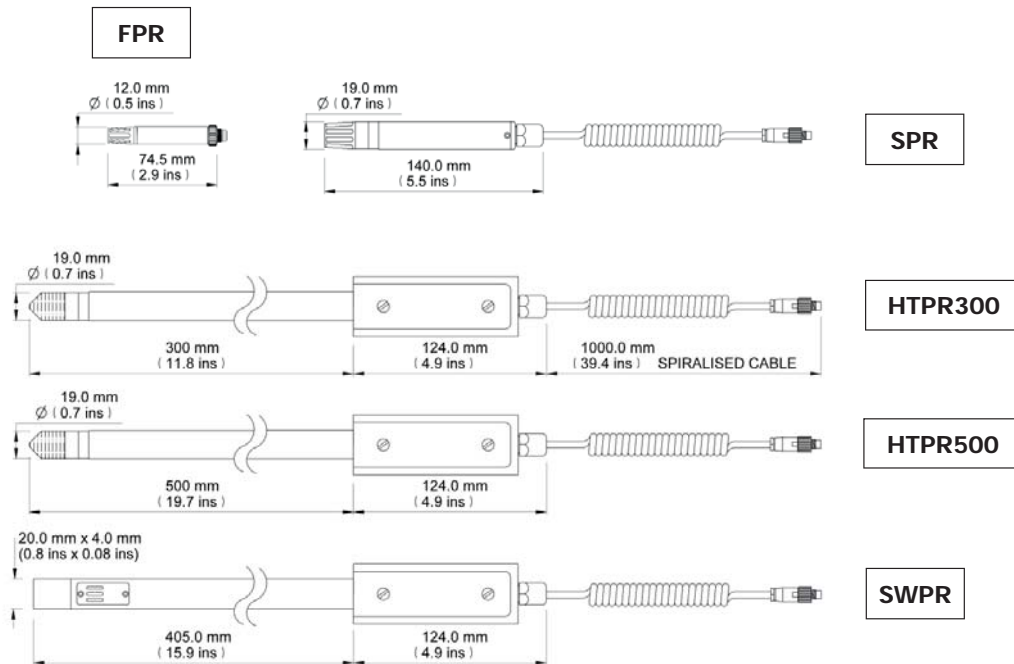 FPR
12.0 mm
Ø ( 0.5 ins )
74.5 mm
( 2.9 ins )
19.0 mm
Ø ( 0.7 ins )
140.0 mm
( 5.5 ins )
SPR
19.0 mm
Ø ( 0.7 ins )
300 mm
( 11.8 ins )
124.0 mm
( 4.9 ins )
1000.0 mm
( 39.4 ins ) SPIRALISED CABLE
HTPR300
19.0 mm
Ø ( 0.7 ins )
500 mm
( 19.7 ins )
124.0 mm
( 4.9 ins )
HTPR500
20.0 mm x 4.0 mm
(0.8 ins x 0.08 ins)
405.0 mm
( 15.9 ins )
124.0 mm
( 4.9 ins )
SWPR